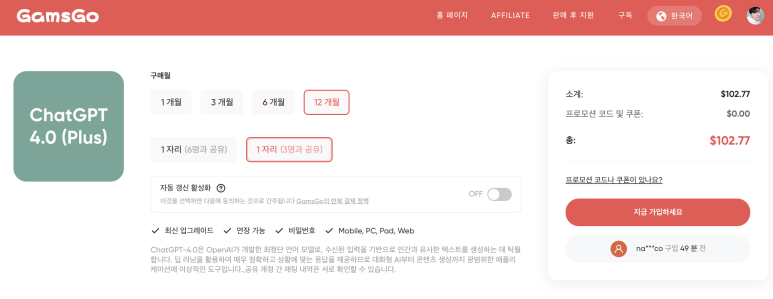 GamsGo
홈 페이지 AFFILIATE 판매 후 지원 구독 한국어
ChatGPT
4.0 (Plus)
구매월
1 개월 3 개월 6 개월 12 개월
1 자리 (6명과 공유) 1 자리 (3명과 공유)
자동 갱신 활성화
OFF
이것을 선택하면 다음에 동의하는 것으로 간주됩니다 GamsGo의 반복 결제 정책
최신 업그레이드 연장 가능 비밀번호 Mobile, PC, Pad, Web
ChatGPT-4.0은 OpenAI가 개발한 최첨단 언어 모델로, 수신된 입력을 기반으로 인간과 유사한 텍스트를 생성하는 데 탁월
합니다. 딥 러닝을 활용하여 매우 정확하고 상황에 맞는 응답을 제공하므로 대화형 AI부터 콘텐츠 생성까지 광범위한 애플리
케이션에 이상적인 도구입니다.,공유 계정 간 채팅 내역은 서로 확인할 수 있습니다.
소계: $102.77
프로모션 코드 및 쿠폰: $0.00
총: $102.77
프로모션 코드나 쿠폰이 있나요?
지금 가입하세요
na***co 구입 49 분 전